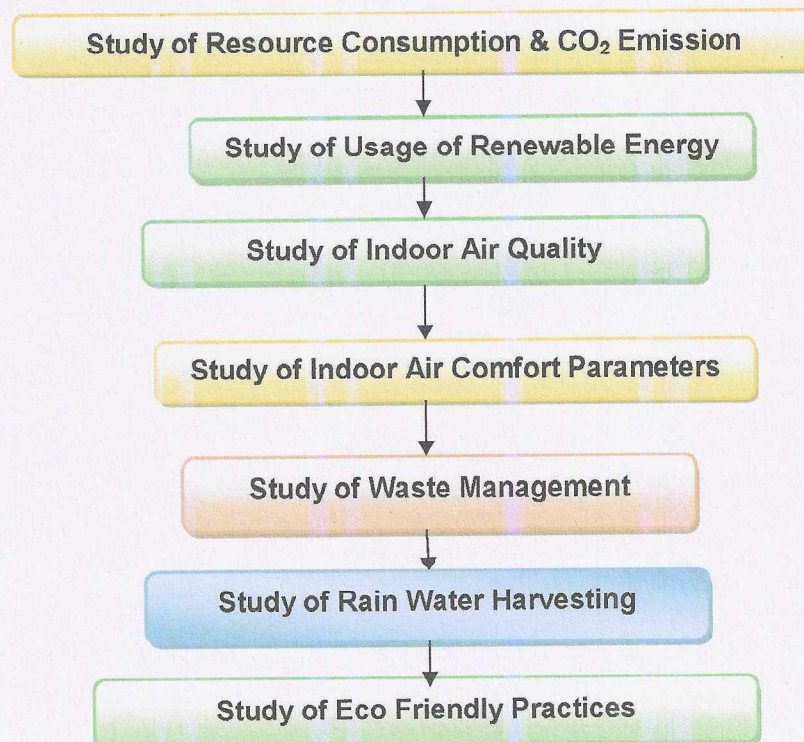 Study of Resource Consumption & CO₂ Emission
Study of Usage of Renewable Energy
Study of Indoor Air Quality
Study of Indoor Air Comfort Parameters
Study of Waste Management
Study of Rain Water Harvesting
Study of Eco Friendly Practices